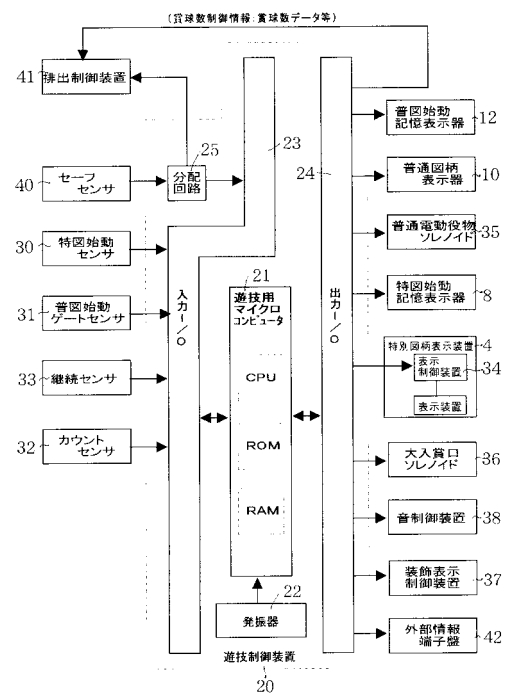 (賞球数制御情報:賞球数データ等)
41
排出制御装置
23
12
普図始動
記憶表示器
25
24
40
セーフ
センサ
分配
回路
10
普通図柄
表示器
30
特図始動
センサ
35
普通電動役物
ソレノイド
31
普図始動
ゲートセンサ
入力I/O
21
遊技用
マイクロ
コンピュータ
出力I/O
8
特図始動
記憶表示器
33
継続センサ
CPU
特別図柄表示装置
4
表示
制御装置
34
表示装置
32
カウント
センサ
ROM
36
大入賞口
ソレノイド
RAM
38
音制御装置
37
装飾表示
制御装置
22
発振器
42
外部情報
端子盤
遊技制御装置
20